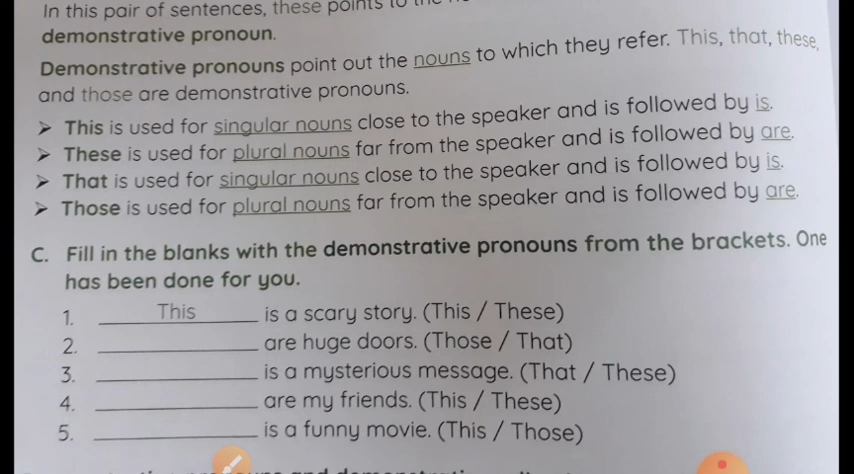 In this pair of sentences, these points to the
demonstrative pronoun.
Demonstrative pronouns point out the nouns to which they refer. This, that, these,
and those are demonstrative pronouns.
➤ This is used for singular nouns close to the speaker and is followed by is.
➤ These is used for plural nouns far from the speaker and is followed by are.
➤ That is used for singular nouns close to the speaker and is followed by is.
➤ Those is used for plural nouns far from the speaker and is followed by are.
C. Fill in the blanks with the demonstrative pronouns from the brackets. One
has been done for you.
1. This is a scary story. (This / These)
2. ____________ are huge doors. (Those / That)
3. ____________ is a mysterious message. (That / These)
4. ____________ are my friends. (This / These)
5. ____________ is a funny movie. (This / Those)